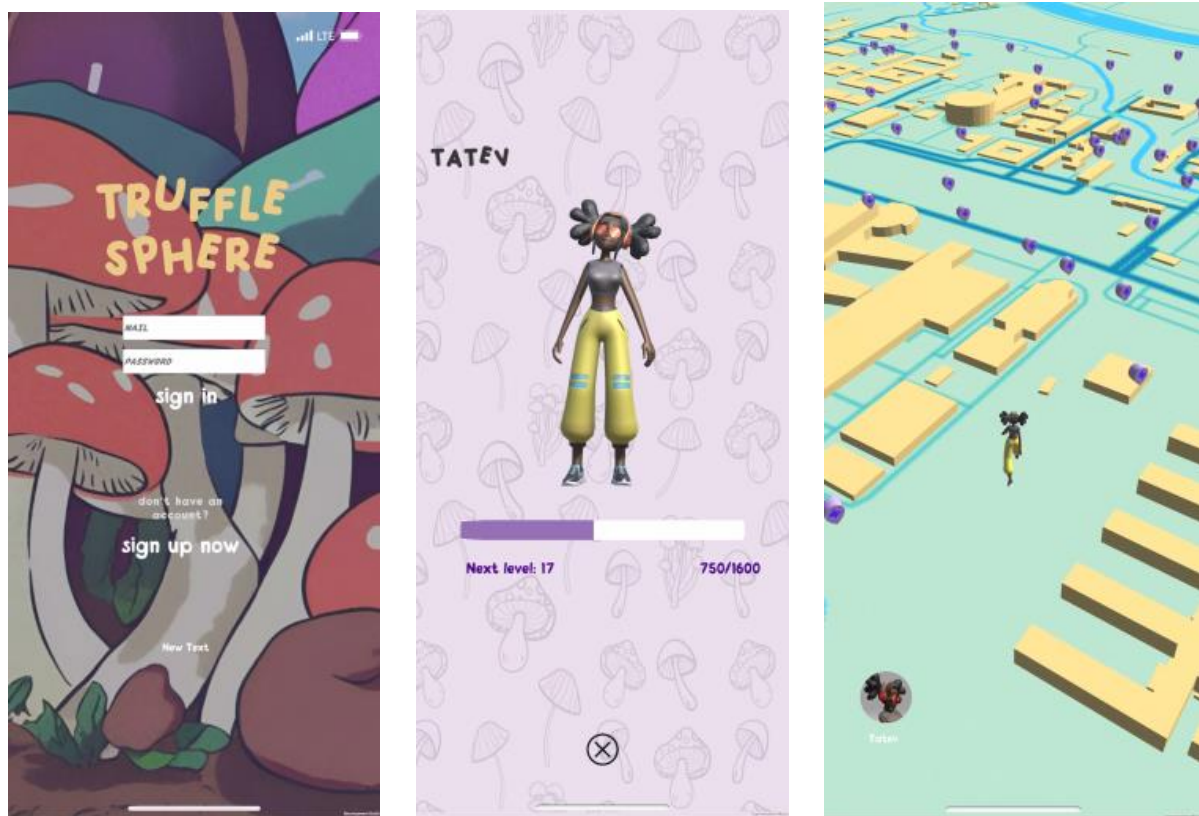 LTE
TRUFFLE
SPHERE
MAIL
PASSWORD
sign in
don't have an
account?
sign up now
New Text
TATEV
Next level: 17
750/1600
Tatev